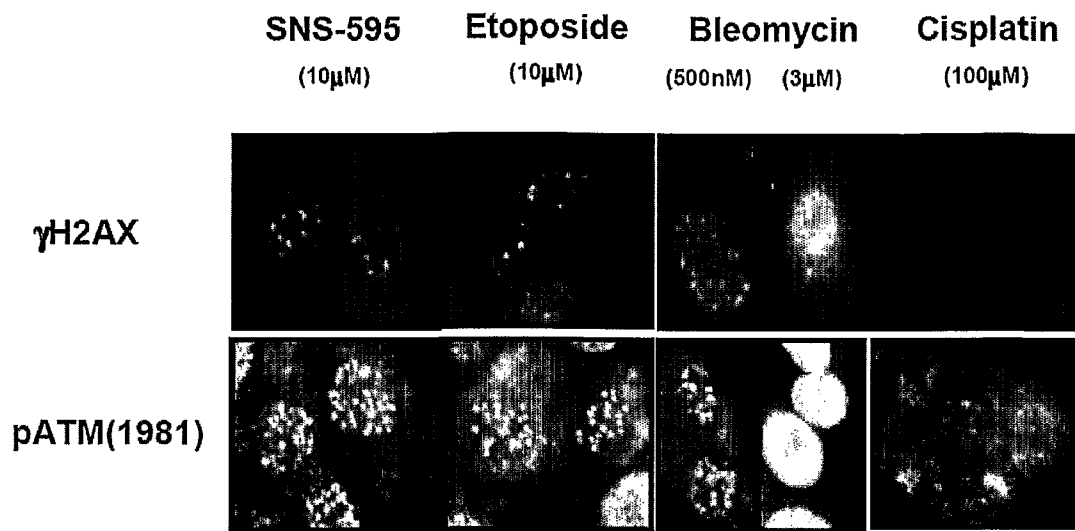 SNS-595 Etoposide Bleomycin Cisplatin
(10μM) (10μM) (500nM) (3μM) (100μM)
γH2AX
pATM(1981)